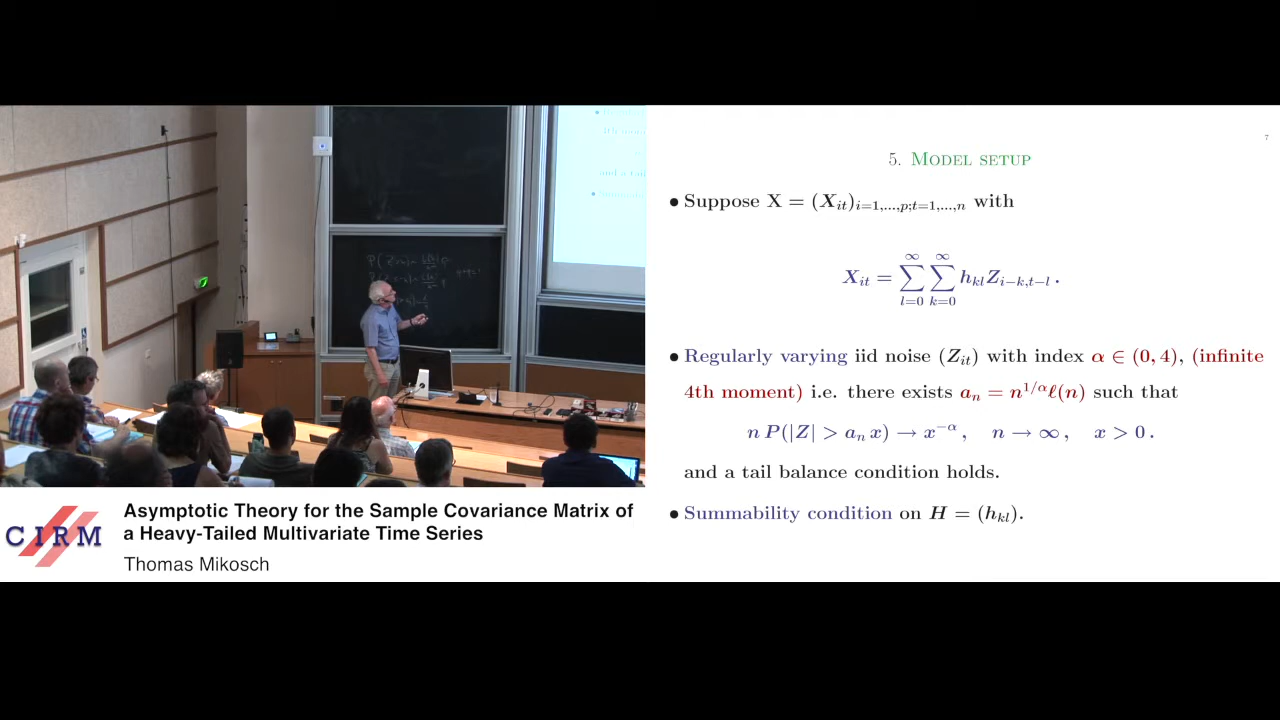 7
5. Model setup
• Suppose X = (X_{it})_{i=1,...,p;t=1,...,n} with
X_{it} = ∑_{l=0}^{∞} ∑_{k=0}^{∞} h_{kl} Z_{i−k,t−l} .
• Regularly varying iid noise (Z_{it}) with index α ∈ (0, 4), (infinite
4th moment) i.e. there exists a_n = n^{1/α}ℓ(n) such that
n P(|Z| > a_n x) → x^{−α} , n → ∞ , x > 0 .
and a tail balance condition holds.
• Summability condition on H = (h_{kl}).
CIRM
Asymptotic Theory for the Sample Covariance Matrix of
a Heavy-Tailed Multivariate Time Series
Thomas Mikosch